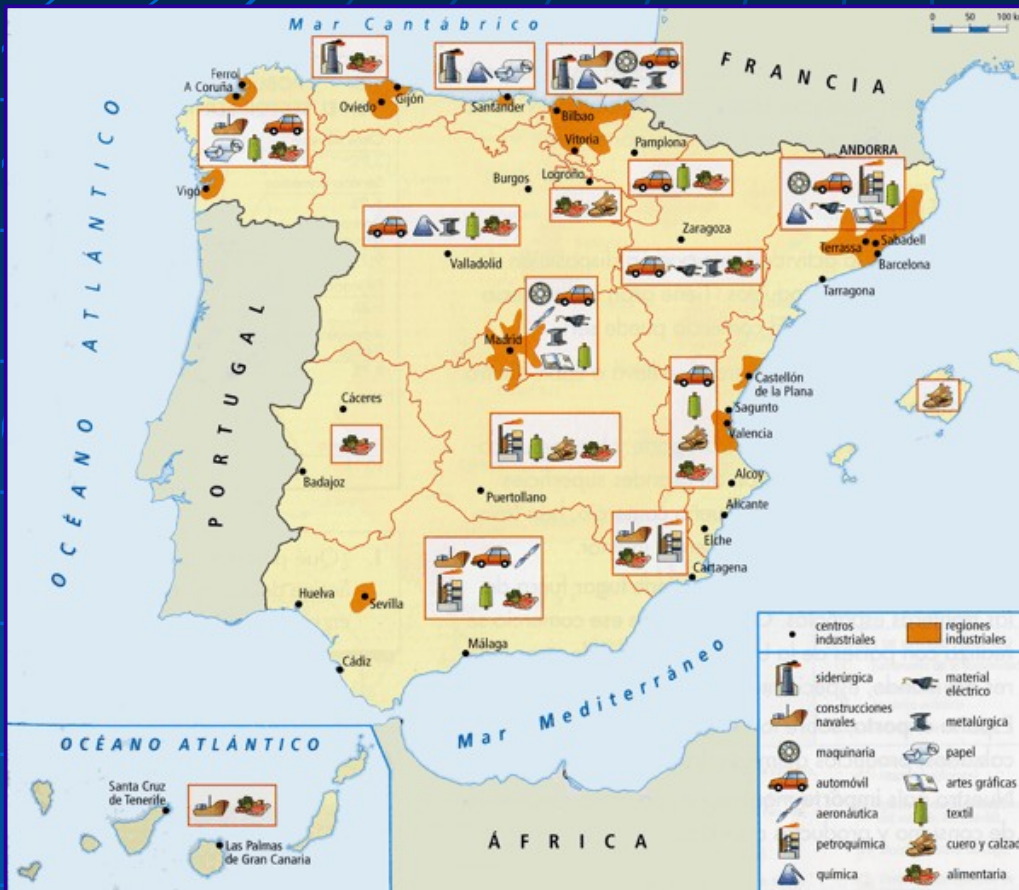 Mar Cantábrico
0 50 100
FRANCIA
Ferrol
A Coruña
Gijón
Oviedo
Santander
Bilbao
Vitoria
Pamplona
ANDORRA
Vigo
Burgos
Logroño
Zaragoza
Terrassa
Sabadell
Barcelona
Tarragona
Valladolid
OCÉANO ATLÁNTICO
PORTUGAL
Madrid
Castellón
de la Plana
Sagunto
Valencia
Cáceres
Badajoz
Puertollano
Alcoy
Alicante
Elche
Cartagena
Huelva
Sevilla
Málaga
Cádiz
Mar Mediterráneo
ÁFRICA
OCÉANO ATLÁNTICO
Santa Cruz
de Tenerife
Las Palmas
de Gran Canaria
centros
industriales
regiones
industriales
siderúrgica
material
eléctrico
construcciones
navales
metalúrgica
maquinaria
papel
automóvil
artes gráficas
aeronáutica
textil
petroquímica
cuero y calzad
química
alimentaria